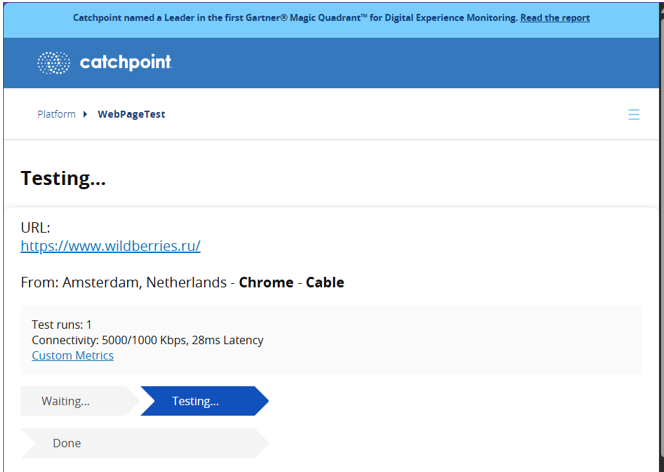 Catchpoint named a Leader in the first Gartner® Magic Quadrant™ for Digital Experience Monitoring. Read the report
catchpoint
Platform WebPageTest
Testing...
URL:
https://www.wildberries.ru/
From: Amsterdam, Netherlands - Chrome - Cable
Test runs: 1
Connectivity: 5000/1000 Kbps, 28ms Latency
Custom Metrics
Waiting... Testing...
Done